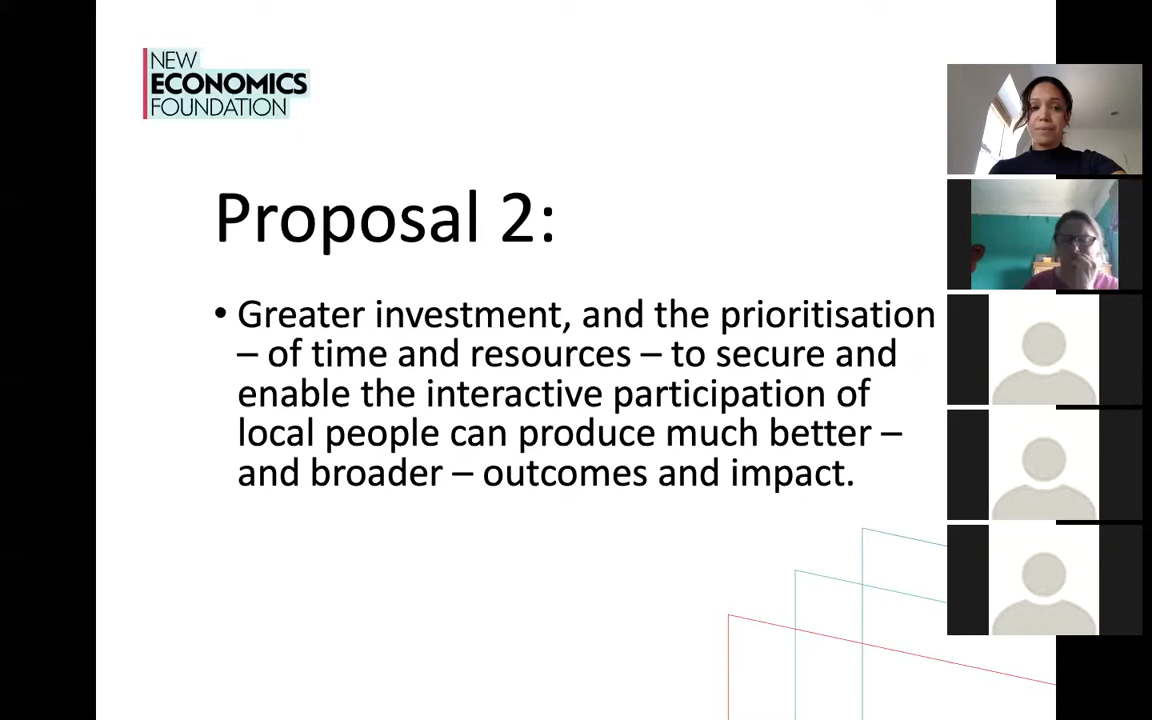 NEW
ECONOMICS
FOUNDATION
Proposal 2:
• Greater investment, and the prioritisation
– of time and resources – to secure and
enable the interactive participation of
local people can produce much better –
and broader – outcomes and impact.